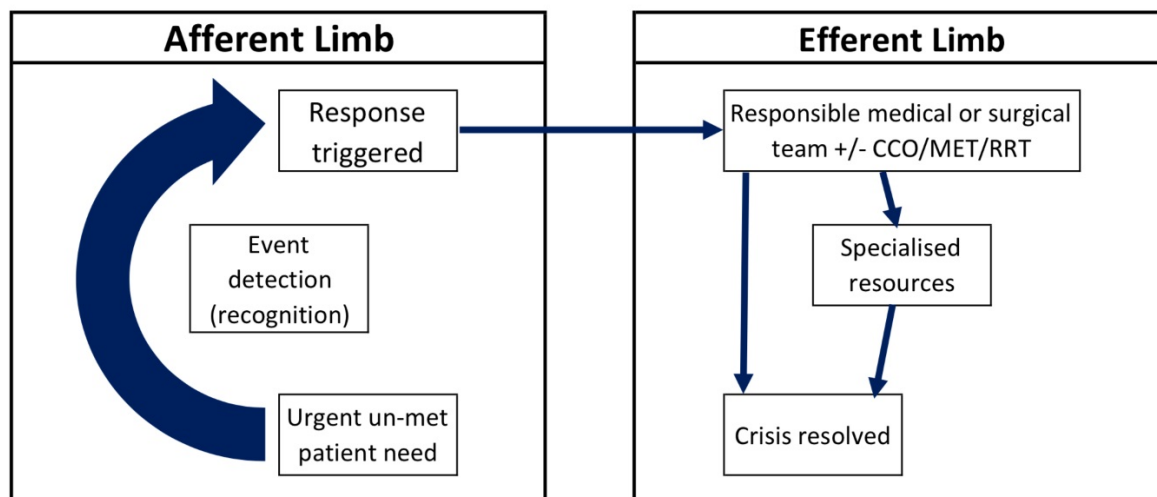 Afferent Limb
Response
triggered
Event
detection
(recognition)
Urgent un-met
patient need
Efferent Limb
Responsible medical or surgical
team +/- CCO/MET/RRT
Specialised
resources
Crisis resolved